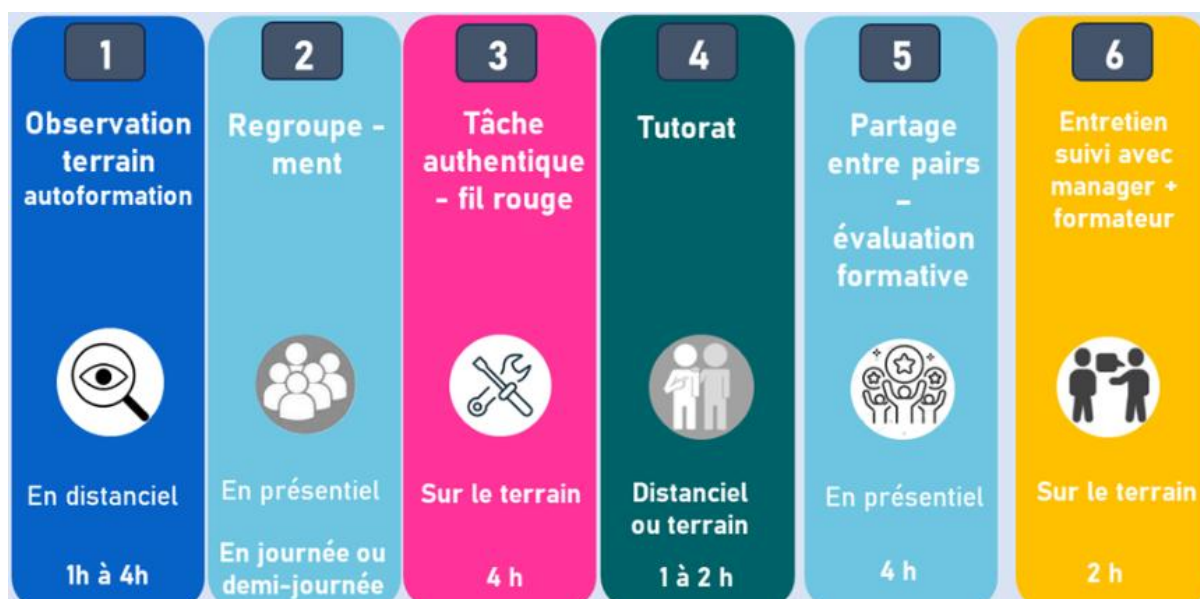 1
Observation
terrain
autoformation
En distanciel
1h à 4h
2
Regroupe -
ment
En présentiel
En journée ou
demi-journée
3
Tâche
authentique
- fil rouge
Sur le terrain
4 h
4
Tutorat
Distanciel
ou terrain
1 à 2 h
5
Partage
entre pairs
–
évaluation
formative
En présentiel
4 h
6
Entretien
suivi avec
manager +
formateur
Sur le terrain
2 h